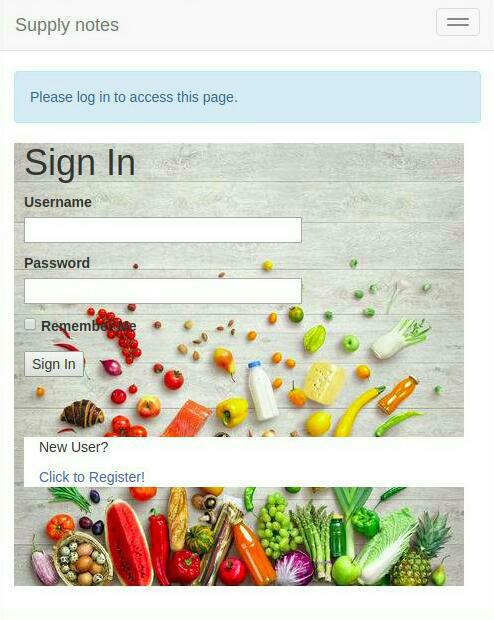 Supply notes
Please log in to access this page.
Sign In
Username
Password
Remember Me
Sign In
New User?
Click to Register!